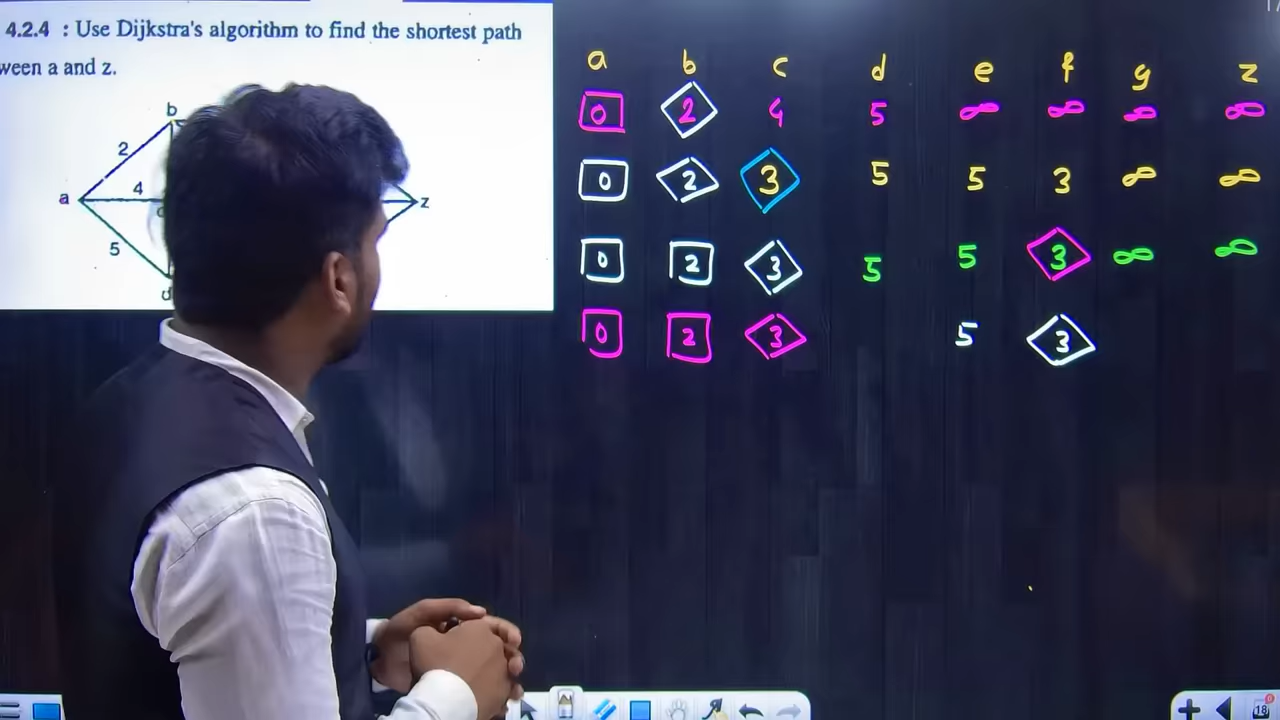 4.2.4 : Use Dijkstra's algorithm to find the shortest path
ween a and z.
b
2
a 4 z
5
d
a b c d e f g z
0 2 4 5 ∞ ∞ ∞ ∞
0 2 3 5 5 3 ∞ ∞
0 2 3 5 5 3 ∞ ∞
0 2 3 5 3
18